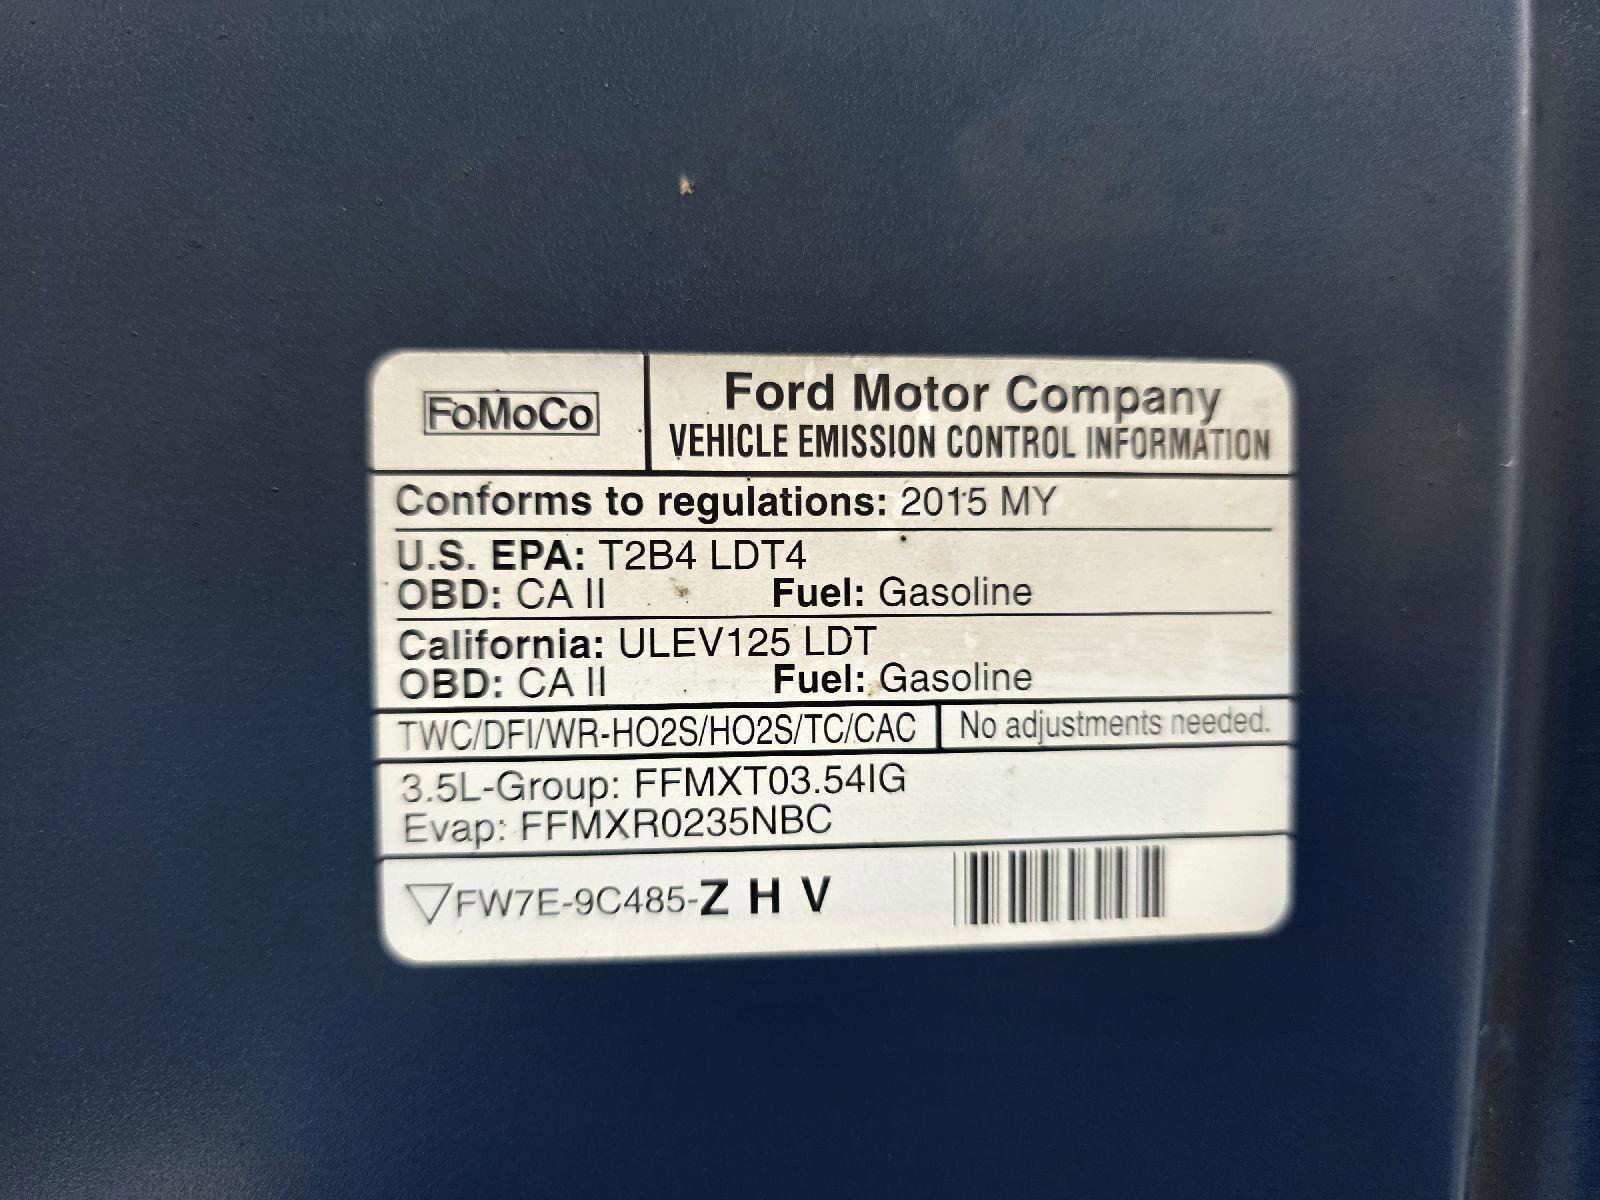 FoMoCo
Ford Motor Company
VEHICLE EMISSION CONTROL INFORMATION
Conforms to regulations: 2015 MY
U.S. EPA: T2B4 LDT4
OBD: CA II Fuel: Gasoline
California: ULEV125 LDT
OBD: CA II Fuel: Gasoline
TWC/DFI/WR-HO2S/HO2S/TC/CAC No adjustments needed.
3.5L-Group: FFMXT03.54IG
Evap: FFMXR0235NBC
▽FW7E-9C485-Z H V